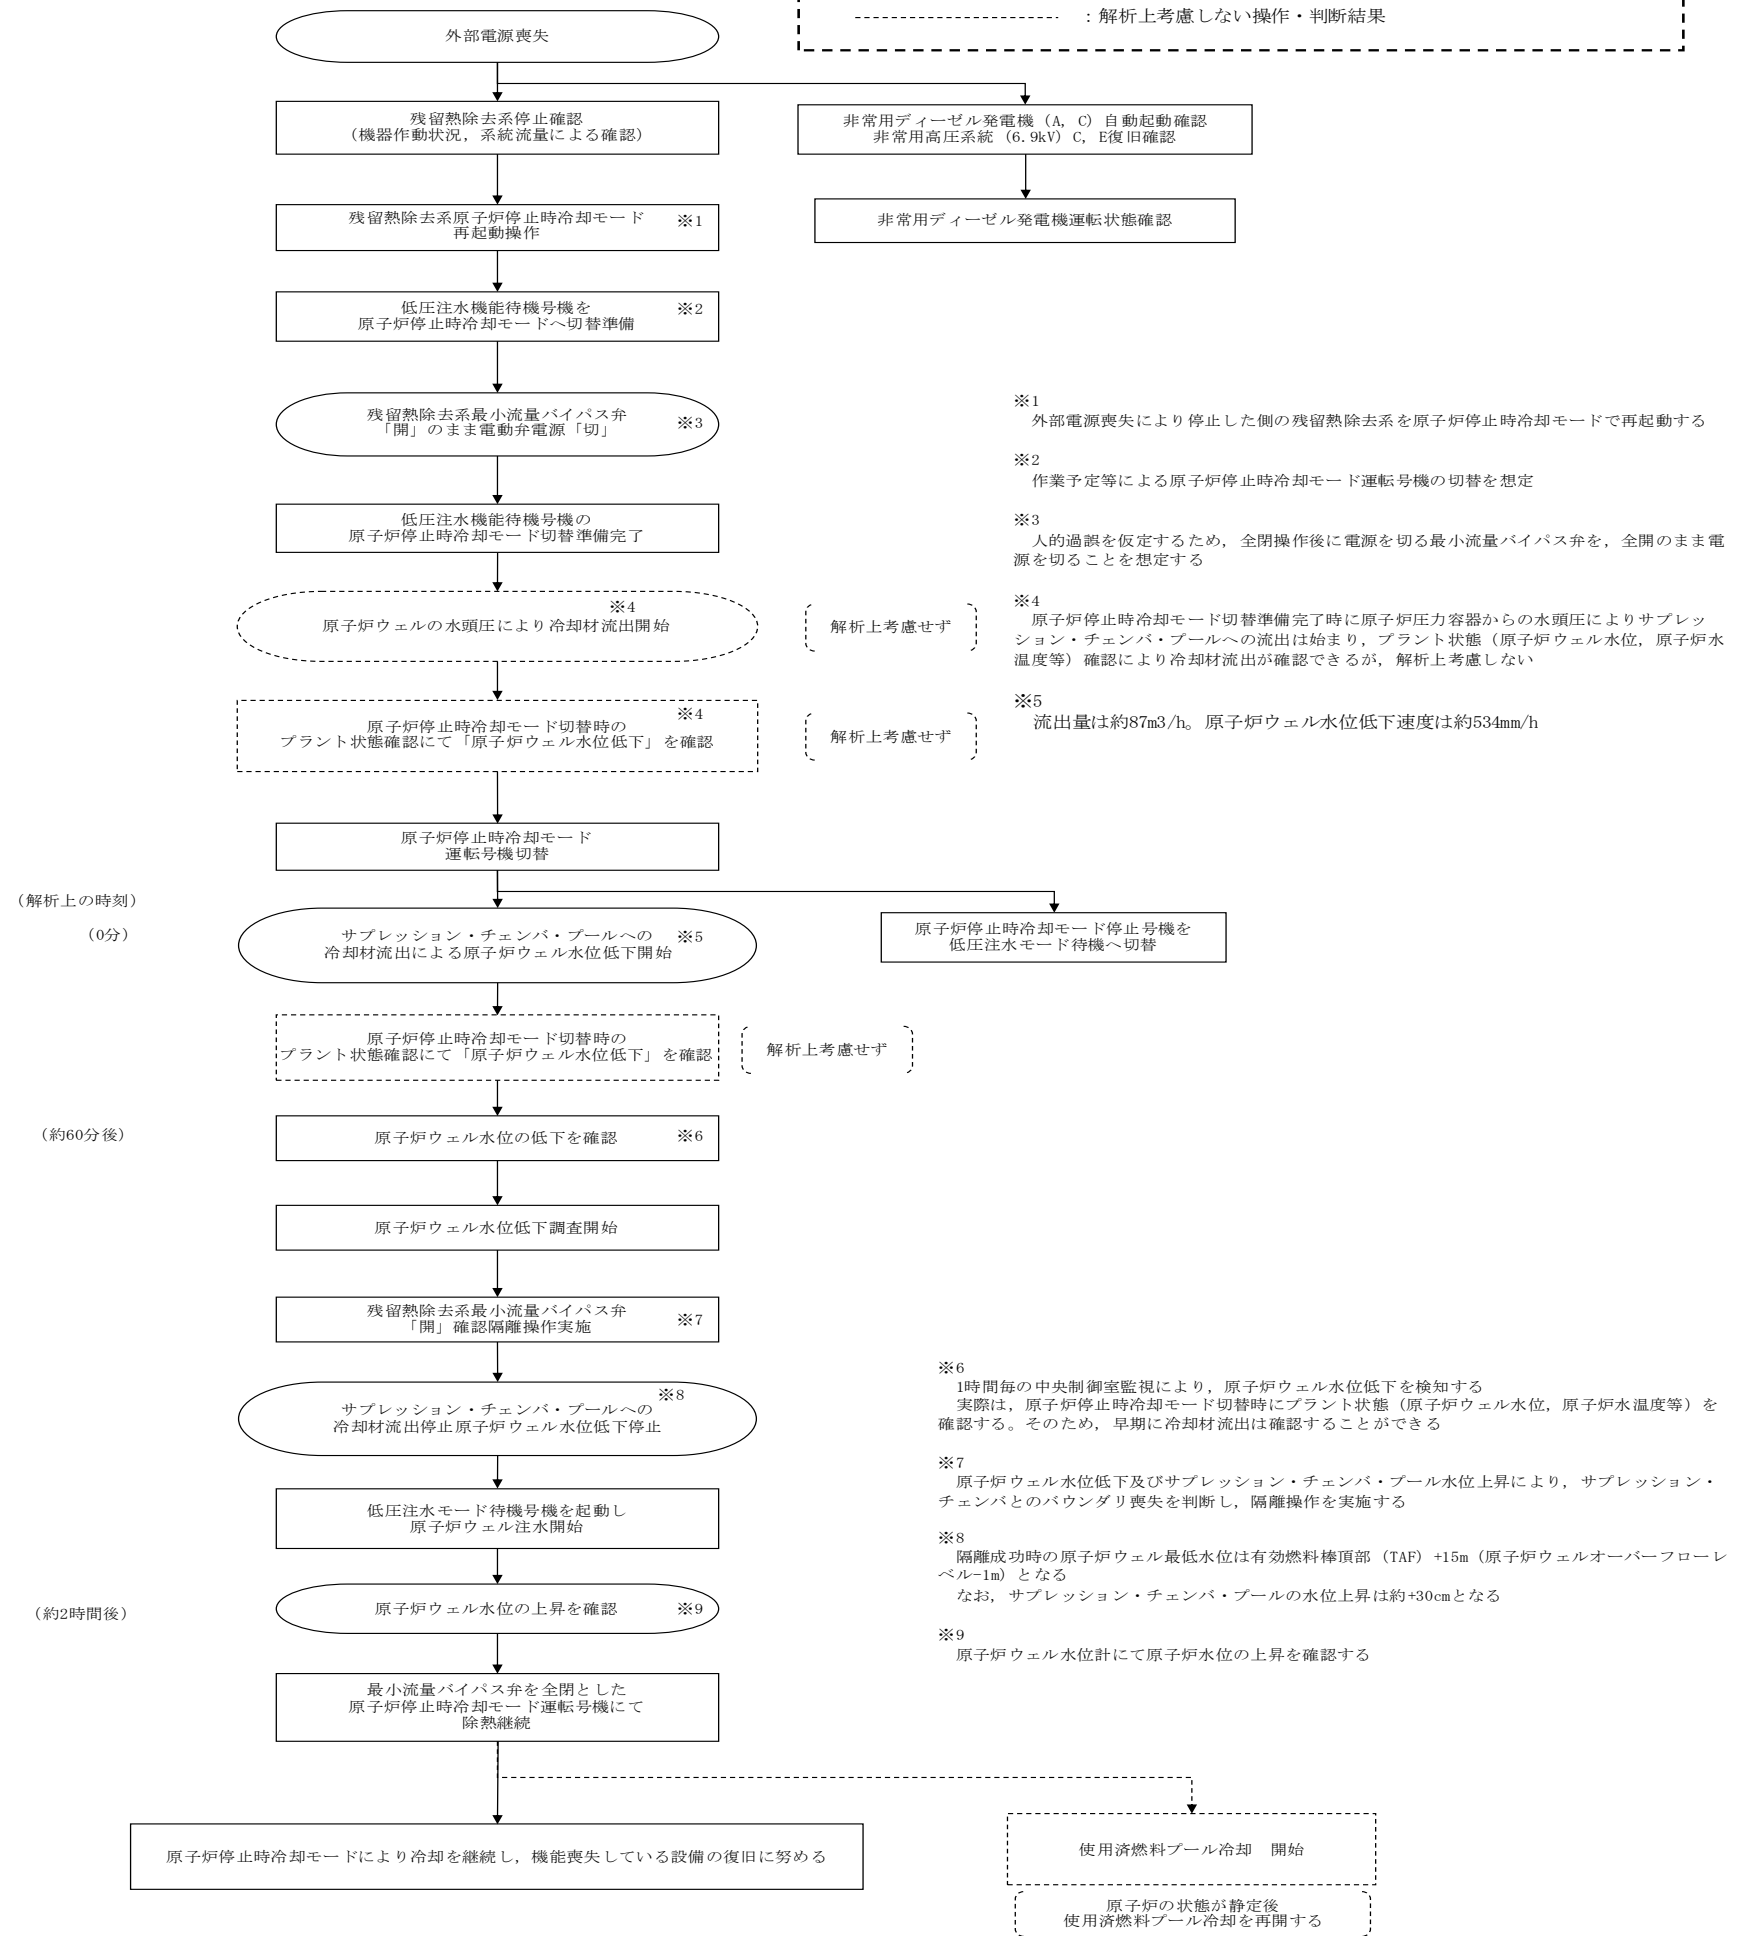 ：解析上考慮しない操作・判断結果
外部電源喪失
残留熱除去系停止確認
（機器作動状況，系統流量による確認）
非常用ディーゼル発電機（A, C）自動起動確認
非常用高圧系統（6.9kV）C, E復旧確認
残留熱除去系原子炉停止時冷却モード
再起動操作
※1
非常用ディーゼル発電機運転状態確認
低圧注水機能待機号機を
原子炉停止時冷却モードへ切替準備
※2
残留熱除去系最小流量バイパス弁
「開」のまま電動弁電源「切」
※3
低圧注水機能待機号機の
原子炉停止時冷却モード切替準備完了
※4
原子炉ウェルの水頭圧により冷却材流出開始
解析上考慮せず
※4
原子炉停止時冷却モード切替時の
プラント状態確認にて「原子炉ウェル水位低下」を確認
解析上考慮せず
※1
外部電源喪失により停止した側の残留熱除去系を原子炉停止時冷却モードで再起動する
※2
作業予定等による原子炉停止時冷却モード運転号機の切替を想定
※3
人的過誤を仮定するため，全閉操作後に電源を切る最小流量バイパス弁を，全開のまま電
源を切ることを想定する
※4
原子炉停止時冷却モード切替準備完了時に原子炉圧力容器からの水頭圧によりサプレッ
ション・チェンバ・プールへの流出は始まり，プラント状態（原子炉ウェル水位，原子炉水
温度等）確認により冷却材流出が確認できるが，解析上考慮しない
※5
流出量は約87m3/h。原子炉ウェル水位低下速度は約534mm/h
原子炉停止時冷却モード
運転号機切替
（解析上の時刻）
（0分）
サプレッション・チェンバ・プールへの
冷却材流出による原子炉ウェル水位低下開始
※5
原子炉停止時冷却モード停止号機を
低圧注水モード待機へ切替
原子炉停止時冷却モード切替時の
プラント状態確認にて「原子炉ウェル水位低下」を確認
解析上考慮せず
（約60分後）
原子炉ウェル水位の低下を確認
※6
原子炉ウェル水位低下調査開始
残留熱除去系最小流量バイパス弁
「開」確認隔離操作実施
※7
※8
サプレッション・チェンバ・プールへの
冷却材流出停止原子炉ウェル水位低下停止
低圧注水モード待機号機を起動し
原子炉ウェル注水開始
（約2時間後）
原子炉ウェル水位の上昇を確認
※9
最小流量バイパス弁を全閉とした
原子炉停止時冷却モード運転号機にて
除熱継続
※6
1時間毎の中央制御室監視により，原子炉ウェル水位低下を検知する
実際は，原子炉停止時冷却モード切替時にプラント状態（原子炉ウェル水位，原子炉水温度等）を
確認する。そのため，早期に冷却材流出は確認することができる
※7
原子炉ウェル水位低下及びサプレッション・チェンバ・プール水位上昇により，サプレッション・
チェンバとのバウンダリ喪失を判断し，隔離操作を実施する
※8
隔離成功時の原子炉ウェル最低水位は有効燃料棒頂部（TAF）+15m（原子炉ウェルオーバーフローレ
ベル-1m）となる
なお，サプレッション・チェンバ・プールの水位上昇は約+30cmとなる
※9
原子炉ウェル水位計にて原子炉水位の上昇を確認する
原子炉停止時冷却モードにより冷却を継続し，機能喪失している設備の復旧に努める
使用済燃料プール冷却　開始
原子炉の状態が静定後
使用済燃料プール冷却を再開する